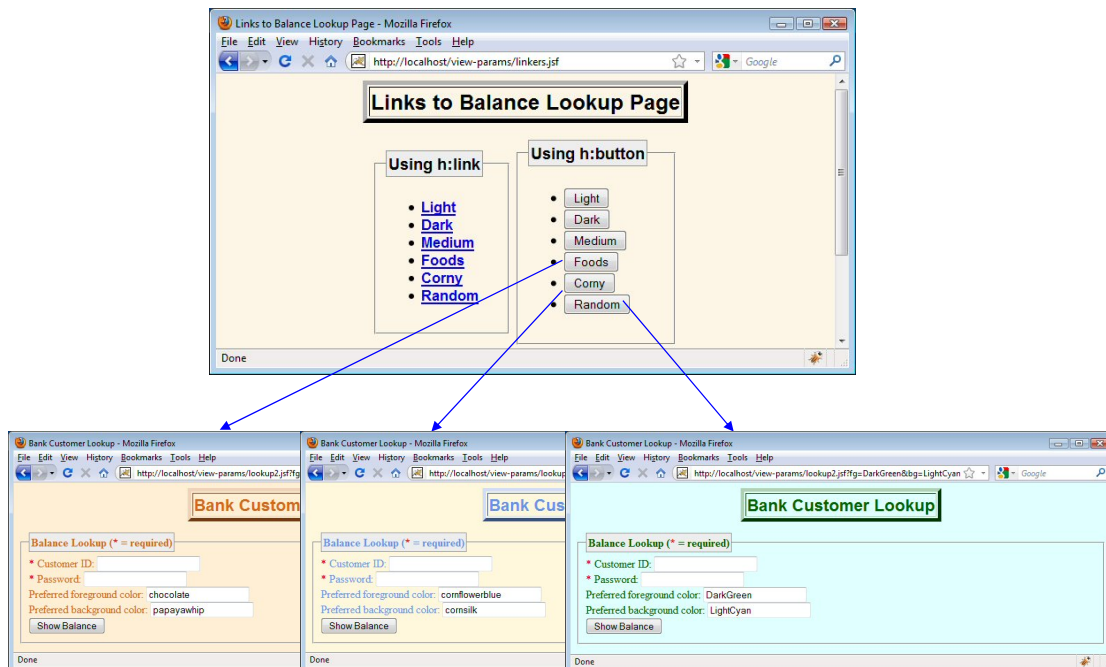 Links to Balance Lookup Page - Mozilla Firefox
File Edit View History Bookmarks Tools Help
http://localhost/view-params/linkers.jsf
Google
Links to Balance Lookup Page
Using h:link
Light
Dark
Medium
Foods
Corny
Random
Using h:button
Light
Dark
Medium
Foods
Corny
Random
Done
Bank Customer Lookup - Mozilla Firefox
File Edit View History Bookmarks Tools Help
http://localhost/view-params/lookup2.jsf?fg
Bank Custom
Balance Lookup (* = required)
* Customer ID:
* Password:
Preferred foreground color: chocolate
Preferred background color: papayawhip
Show Balance
Done
Bank Customer Lookup - Mozilla Firefox
File Edit View History Bookmarks Tools Help
http://localhost/view-params/lookup
Bank Cus
Balance Lookup (* = required)
* Customer ID:
* Password:
Preferred foreground color: cornflowerblue
Preferred background color: cornsilk
Show Balance
Done
Bank Customer Lookup - Mozilla Firefox
File Edit View History Bookmarks Tools Help
http://localhost/view-params/lookup2.jsf?fg=DarkGreen&bg=LightCyan
Google
Bank Customer Lookup
Balance Lookup (* = required)
* Customer ID:
* Password:
Preferred foreground color: DarkGreen
Preferred background color: LightCyan
Show Balance
Done